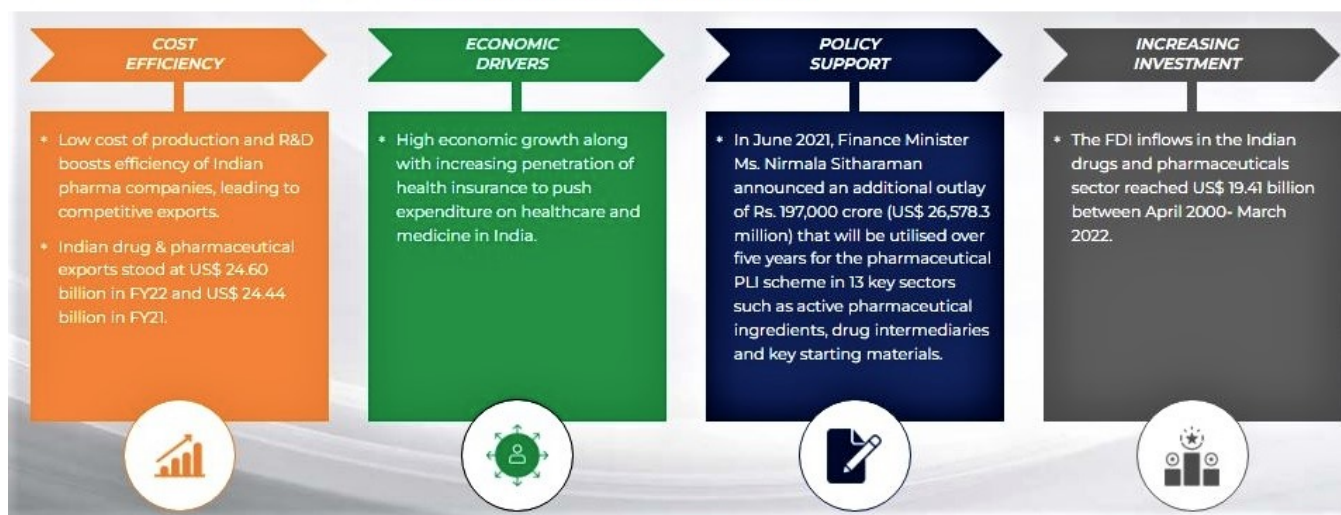 COST
EFFICIENCY
* Low cost of production and R&D
boosts efficiency of Indian
pharma companies, leading to
competitive exports.
* Indian drug & pharmaceutical
exports stood at US$ 24.60
billion in FY22 and US$ 24.44
billion in FY21.
ECONOMIC
DRIVERS
* High economic growth along
with increasing penetration of
health insurance to push
expenditure on healthcare and
medicine in India.
POLICY
SUPPORT
* In June 2021, Finance Minister
Ms. Nirmala Sitharaman
announced an additional outlay
of Rs. 197,000 crore (US$ 26,578.3
million) that will be utilised over
five years for the pharmaceutical
PLI scheme in 13 key sectors
such as active pharmaceutical
ingredients, drug intermediaries
and key starting materials.
INCREASING
INVESTMENT
* The FDI inflows in the Indian
drugs and pharmaceuticals
sector reached US$ 19.41 billion
between April 2000- March
2022.